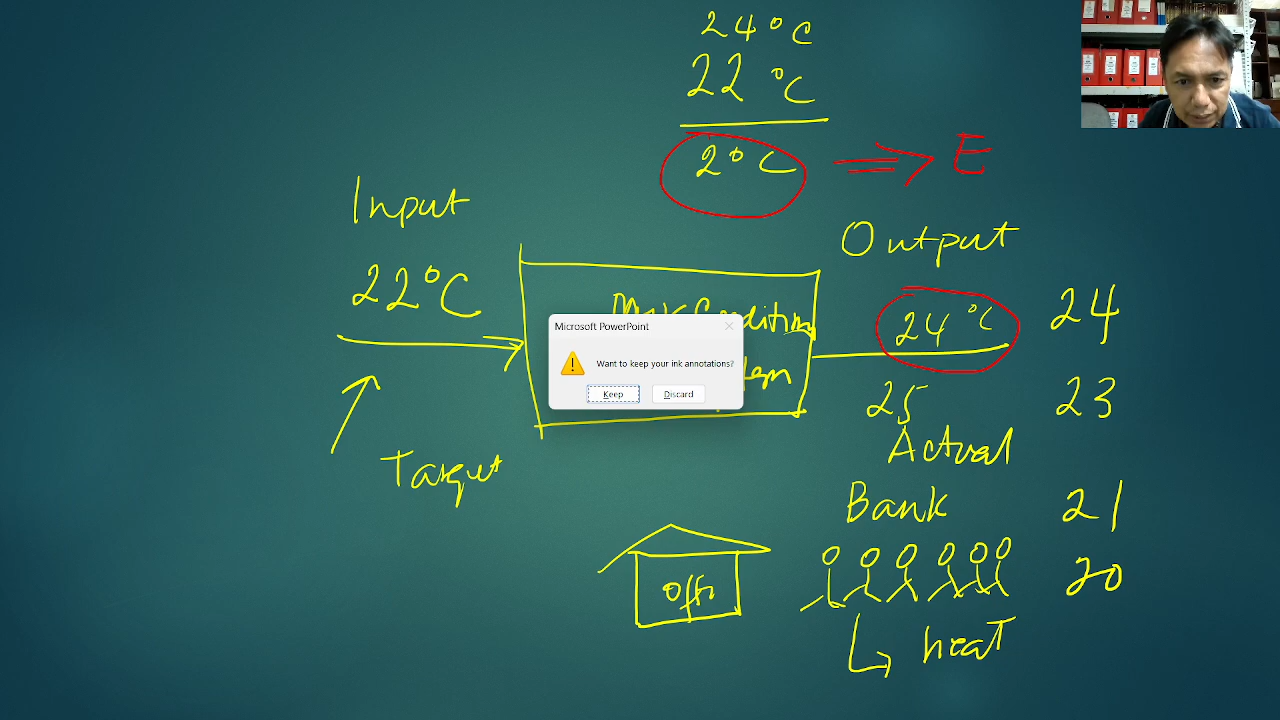 24°C
22°C
2°C ⇒ E
Input
Output
22°C
24°C 24
Condition
Microsoft PowerPoint
Want to keep your ink annotations?
Keep Discard
25 23
Actual
Target
Bank 21
20
heat